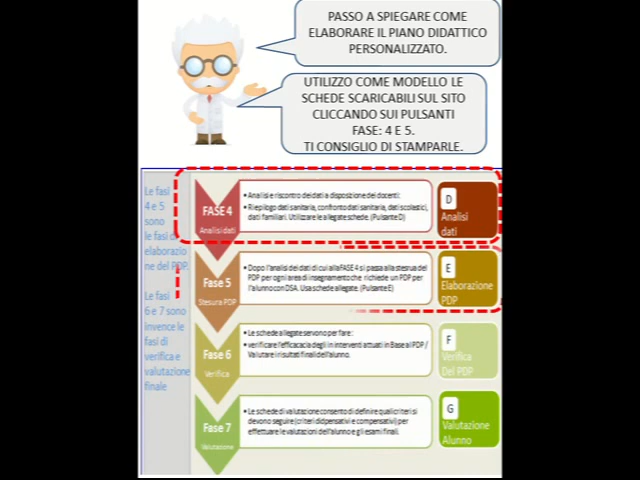 PASSO A SPIEGARE COME
ELABORARE IL PIANO DIDATTICO
PERSONALIZZATO.
UTILIZZO COME MODELLO LE
SCHEDE SCARICABILI SUL SITO
CLICCANDO SUI PULSANTI
FASE: 4 E 5.
TI CONSIGLIO DI STAMPARLE.
Le fasi
4 e 5
sono
le fasi di
elaborazio
ne del PDP.
Le fasi
6 e 7 sono
invece le
fasi di
verifica e
valutazione
finale
FASE 4
Analisi dati
• Analisi e riscontro dei dati a disposizione dei docenti:
• Riepilogo dati sanitaria, confronto dati sanitaria, dati scolastici,
dati familiari. Utilizzare le allegate schede. (Pulsante D)
D
Analisi
dati
Fase 5
Stesura PDP
• Dopo l'analisi dei dati di cui alla FASE 4 si passa alla stesura del
PDP per ogni area di insegnamento che richiede un PDP per
l'alunno con DSA. Usa schede allegate. (Pulsante E)
E
Elaborazione
PDP
Fase 6
Verifica
• Le schede allegate servono per fare:
• verificare l'efficacia degli in interventi attuati in Base al PDP /
Valutare i risultati finali dell'alunno.
F
Verifica
Del PDP
Fase 7
Valutazione
• Le schede di valutazione consento di definire quali criteri si
devono seguire (criteri didpensativi e compensativi) per
effettuare le valutazioni dell'alunno e gli esami finali.
G
Valutazione
Alunno